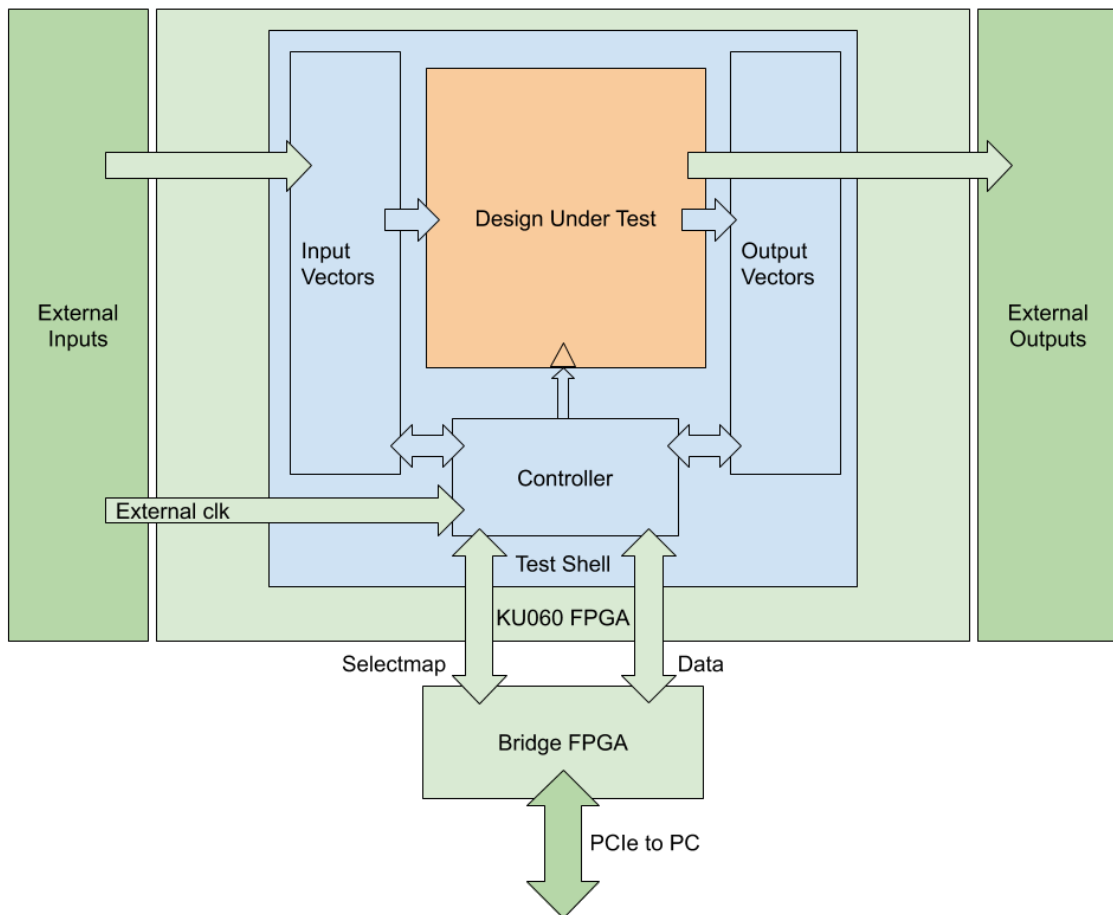 Design Under Test
Input
Vectors
Output
Vectors
External
Inputs
External
Outputs
Controller
External clk
Test Shell
KU060 FPGA
Selectmap
Data
Bridge FPGA
PCIe to PC